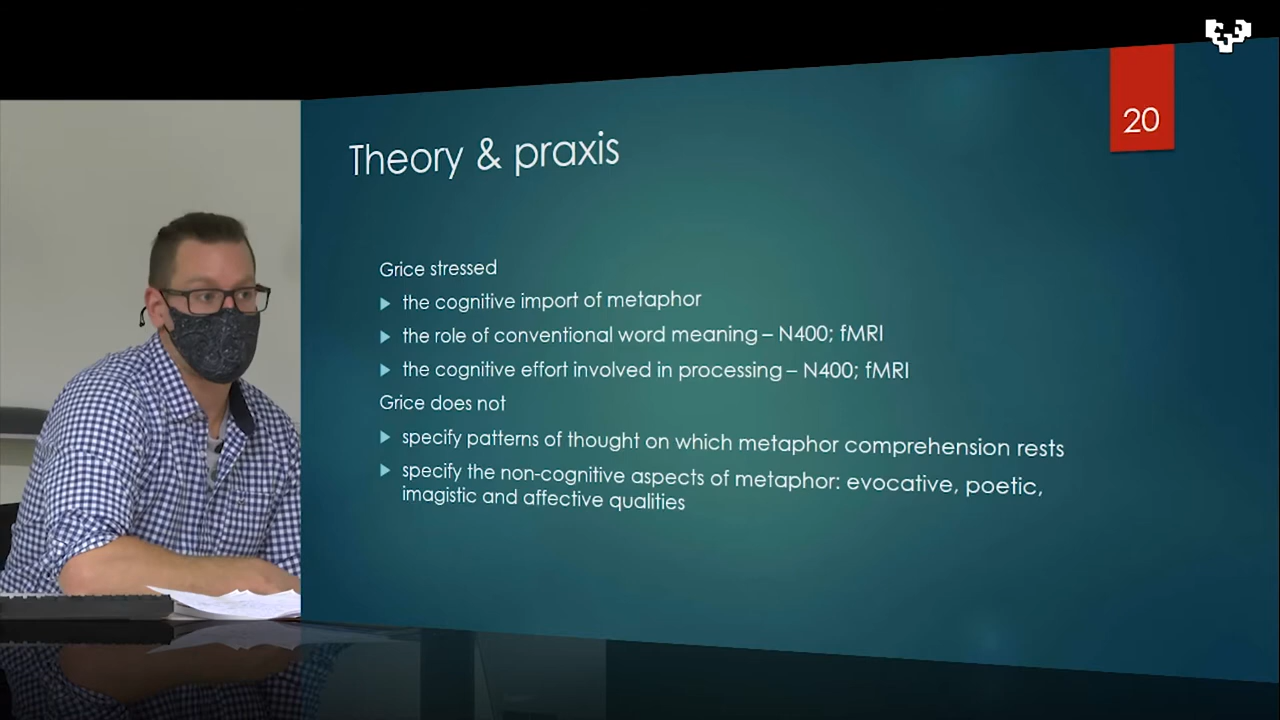 20
Theory & praxis
Grice stressed
the cognitive import of metaphor
the role of conventional word meaning – N400; fMRI
the cognitive effort involved in processing – N400; fMRI
Grice does not
specify patterns of thought on which metaphor comprehension rests
specify the non-cognitive aspects of metaphor: evocative, poetic,
imagistic and affective qualities